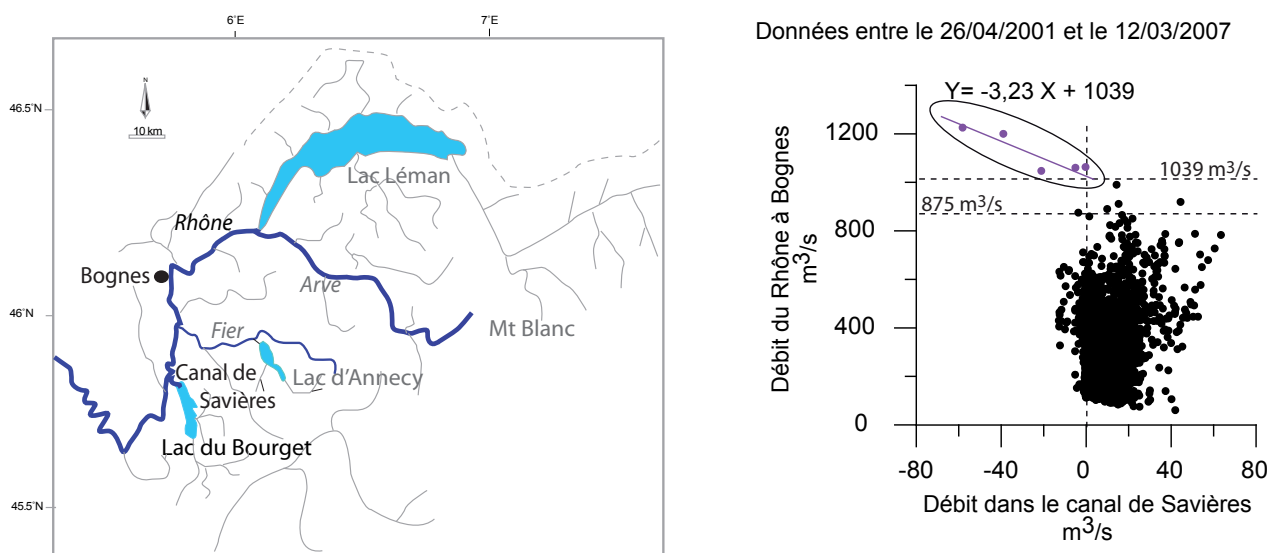 6˚E
7˚E
46.5˚N
46˚N
45.5˚N
N
10 km
Lac Léman
Rhône
Bognes
Arve
Mt Blanc
Fier
Canal de
Savières
Lac d'Annecy
Lac du Bourget
Données entre le 26/04/2001 et le 12/03/2007
Y= -3,23 X + 1039
1039 m³/s
875 m³/s
Débit du Rhône à Bognes
m³/s
1200
800
400
0
-80
-40
0
40
80
Débit dans le canal de Savières
m³/s